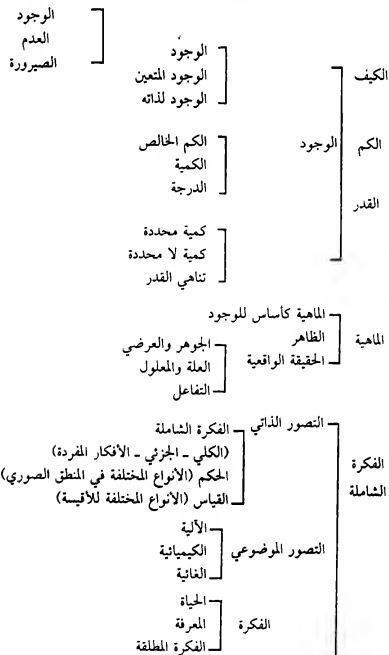 الوجود
العدم
الصيرورة
الكيف
الكم
القدر
الوجود
الوجود
الوجود المتعين
الوجود لذاته
الكم الخالص
الكمية
الدرجة
كمية محددة
كمية لا محددة
تناهي القدر
الماهية
الماهية كأساس للوجود
الظاهر
الحقيقة الواقعية
الجوهر والعرضي
العلة والمعلول
التفاعل
الفكرة
الشاملة
التصور الذاتي
الفكرة الشاملة
(الكلي - الجزئي - الأفكار المفردة)
الحكم (الأنواع المختلفة في المنطق الصوري)
القياس (الأنواع المختلفة للأقيسة)
التصور الموضوعي
الآلية
الكيميائية
الغائية
الفكرة
الحياة
المعرفة
الفكرة المطلقة